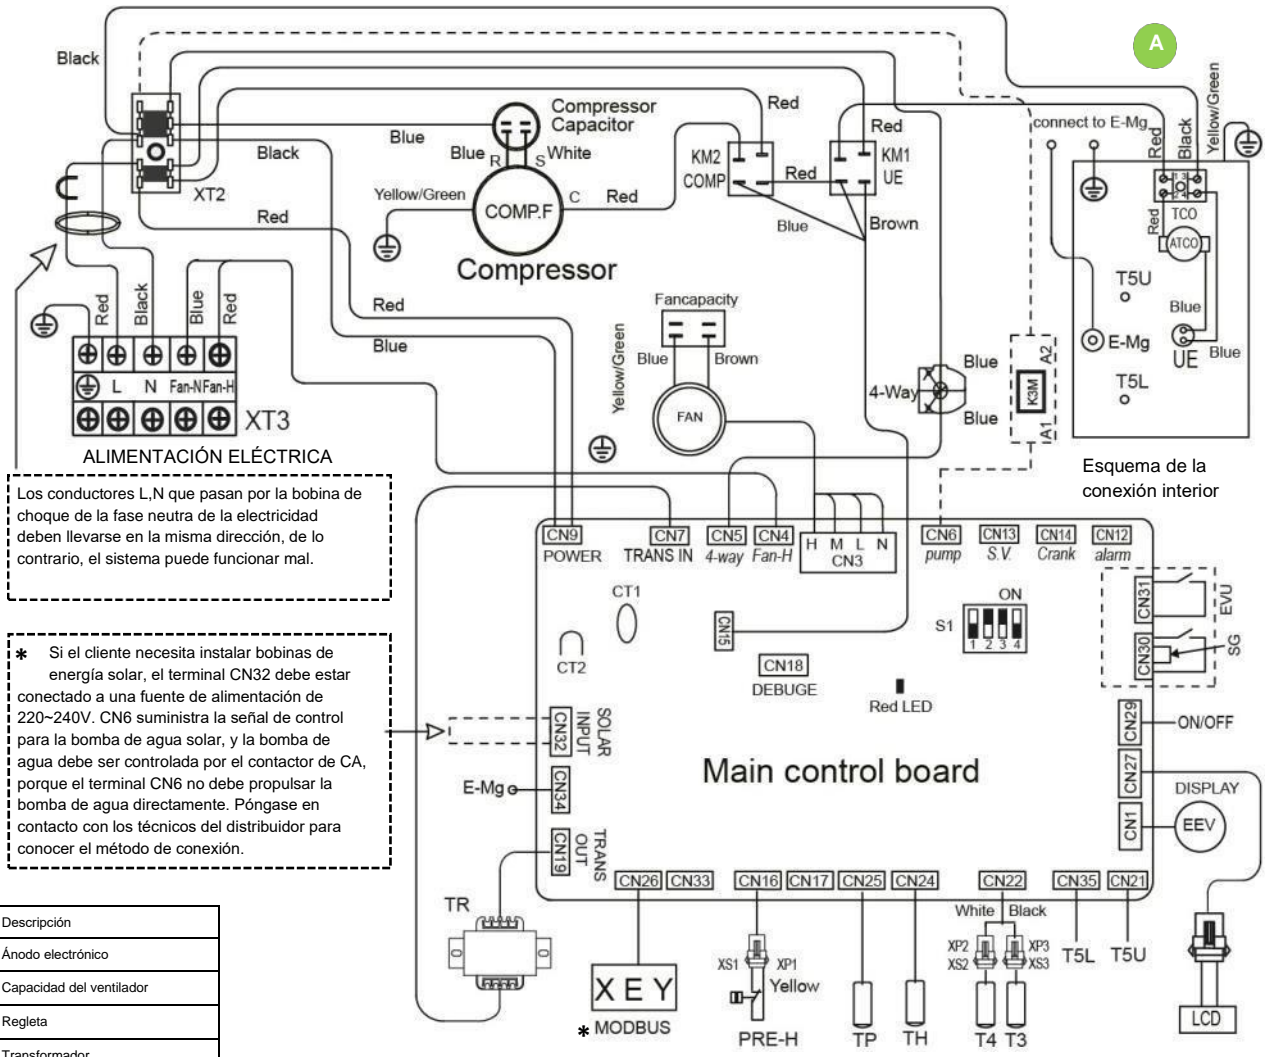 A
Black
Compressor
Capacitor
Red
Red
connect to E-Mg
Red
Black
Yellow/Green
Blue
Blue
R
S
White
Black
KM2
COMP
KM1
UE
Red
XT2
Yellow/Green
COMP.F
C
Red
Blue
Brown
1 3
2 4
TCO
Red
ATCO
Red
Compressor
T5U
Blue
Red
Black
Blue
Red
Red
Blue
Fancapacity
Yellow/Green
Blue
Brown
E-Mg
UE
Blue
T5L
L
N
Fan-N
Fan-H
XT3
FAN
4-Way
Blue
Blue
A2
K3M
A1
ALIMENTACIÓN ELÉCTRICA
Esquema de la
conexión interior
Los conductores L,N que pasan por la bobina de
choque de la fase neutra de la electricidad
deben llevarse en la misma dirección, de lo
contrario, el sistema puede funcionar mal.
CN9
POWER
CN7
TRANS IN
CN5
4-way
CN4
Fan-H
H M L N
CN3
CN6
pump
CN13
S.V.
CN14
Crank
CN12
alarm
CT1
CT2
CN15
CN18
DEBUGE
S1
ON
1 2 3 4
Red LED
CN31
EVU
CN30
SG
* Si el cliente necesita instalar bobinas de
energía solar, el terminal CN32 debe estar
conectado a una fuente de alimentación de
220~240V. CN6 suministra la señal de control
para la bomba de agua solar, y la bomba de
agua debe ser controlada por el contactor de CA,
porque el terminal CN6 no debe propulsar la
bomba de agua directamente. Póngase en
contacto con los técnicos del distribuidor para
conocer el método de conexión.
CN32
SOLAR
INPUT
E-Mg
CN34
CN19
TRANS
OUT
Main control board
CN29
ON/OFF
CN27
DISPLAY
CN1
EEV
CN26
CN33
CN16
CN17
CN25
CN24
CN22
CN35
CN21
White
Black
TR
XS1
XP1
Yellow
XP2
XS2
XP3
XS3
T5L
T5U
X E Y
* MODBUS
PRE-H
TP
TH
T4
T3
LCD
Descripción
Ánodo electrónico
Capacidad del ventilador
Regleta
Transformador